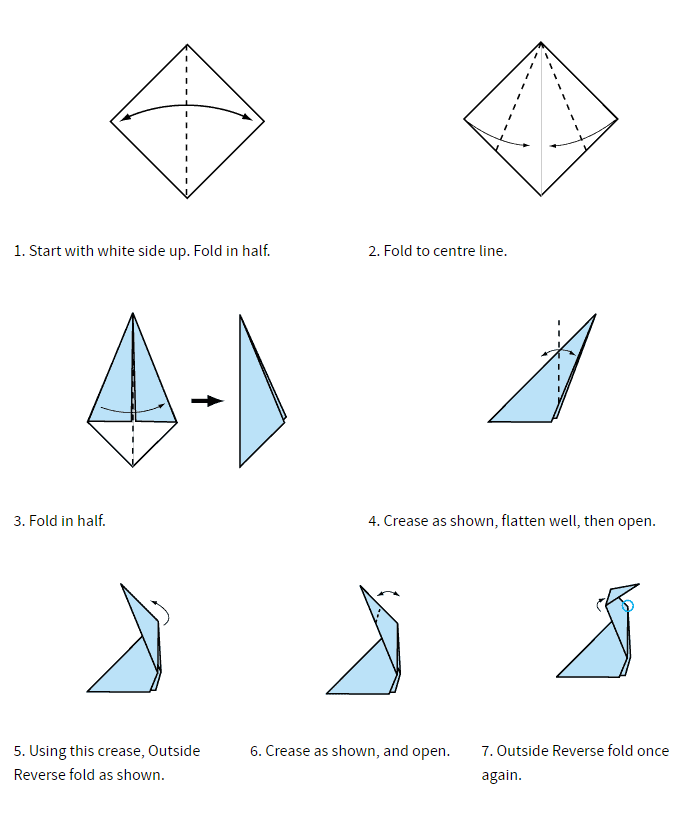 1. Start with white side up. Fold in half.
2. Fold to centre line.
3. Fold in half.
4. Crease as shown, flatten well, then open.
5. Using this crease, Outside
Reverse fold as shown.
6. Crease as shown, and open.
7. Outside Reverse fold once
again.